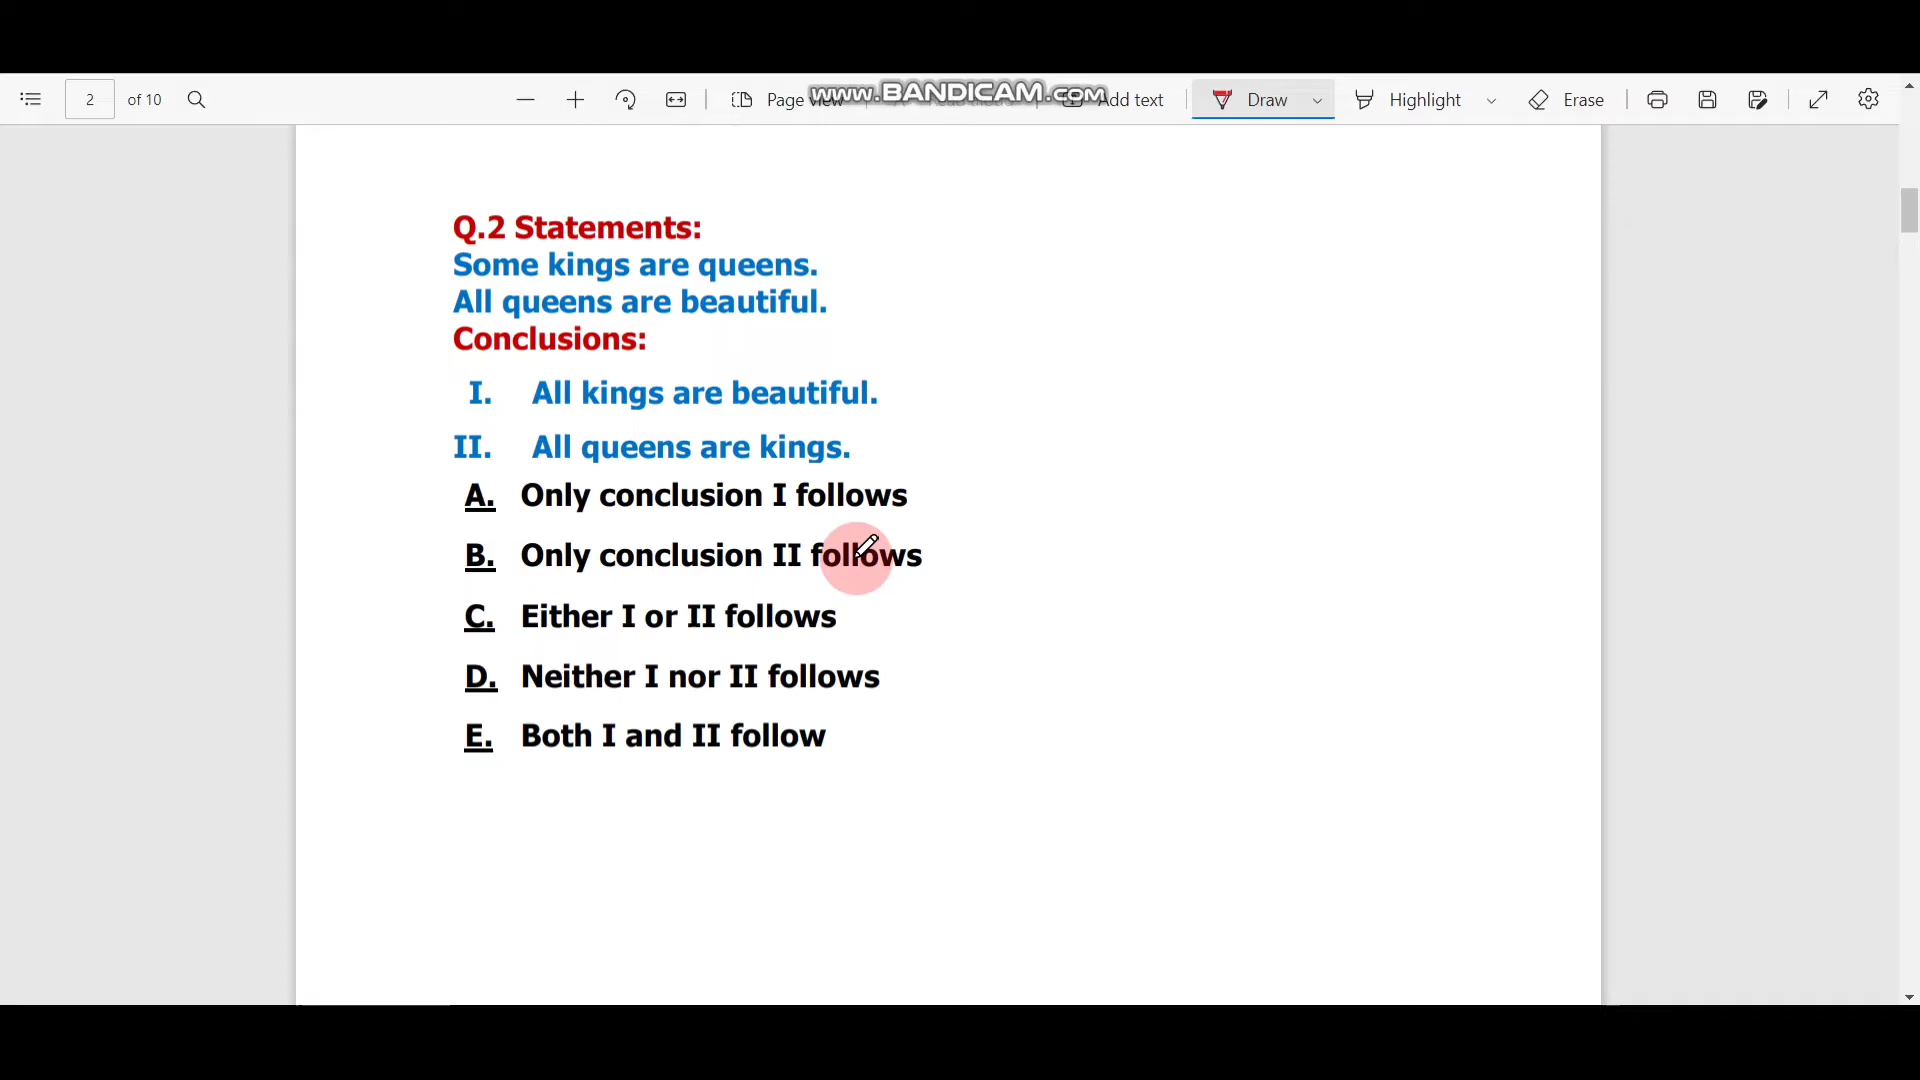 2 of 10 Page view Add text Draw Highlight Erase
www.BANDICAM.com
Q.2 Statements:
Some kings are queens.
All queens are beautiful.
Conclusions:
I. All kings are beautiful.
II. All queens are kings.
A. Only conclusion I follows
B. Only conclusion II follows
C. Either I or II follows
D. Neither I nor II follows
E. Both I and II follow